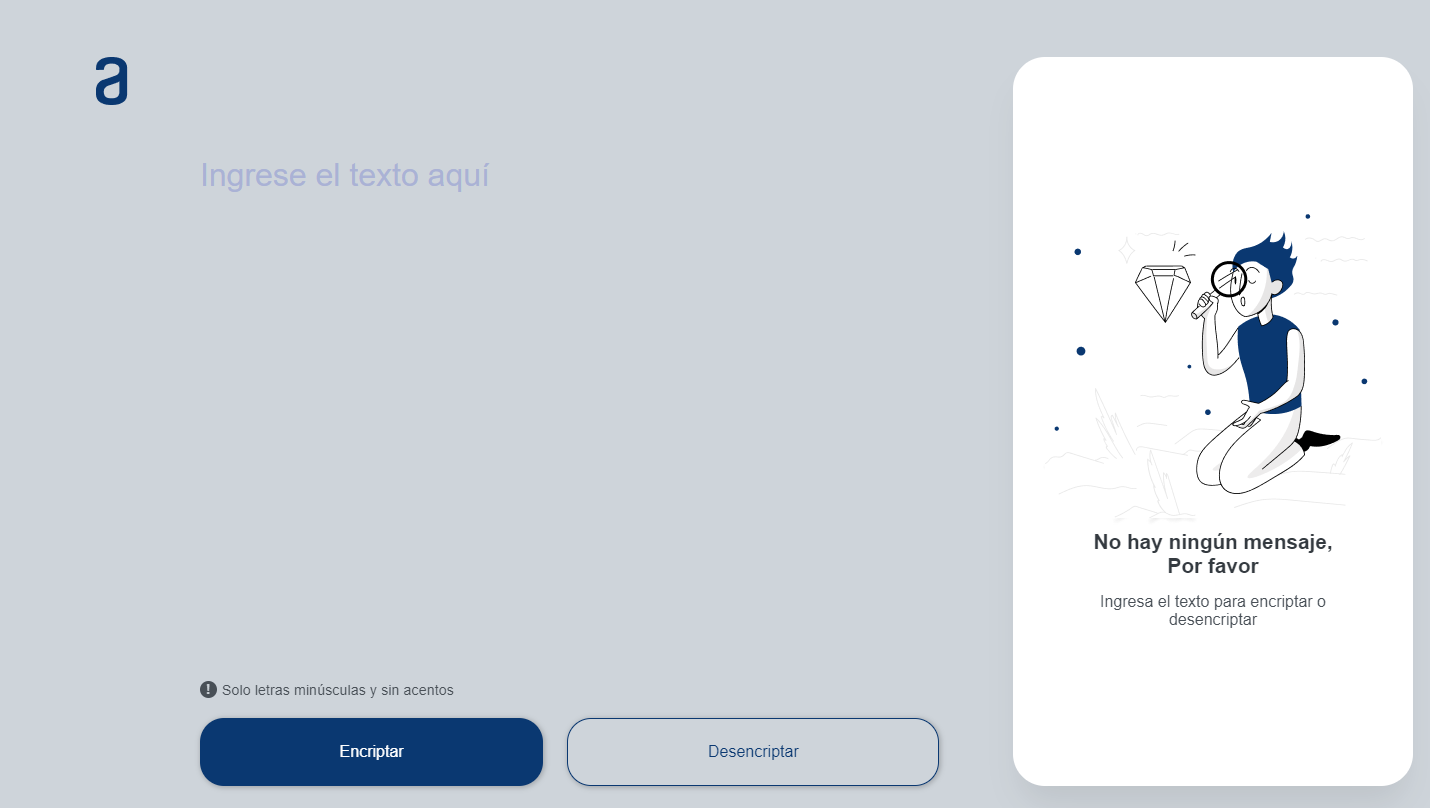 a
Ingrese el texto aquí
Solo letras minúsculas y sin acentos
Encriptar
Desencriptar
No hay ningún mensaje,
Por favor
Ingresa el texto para encriptar o
desencriptar